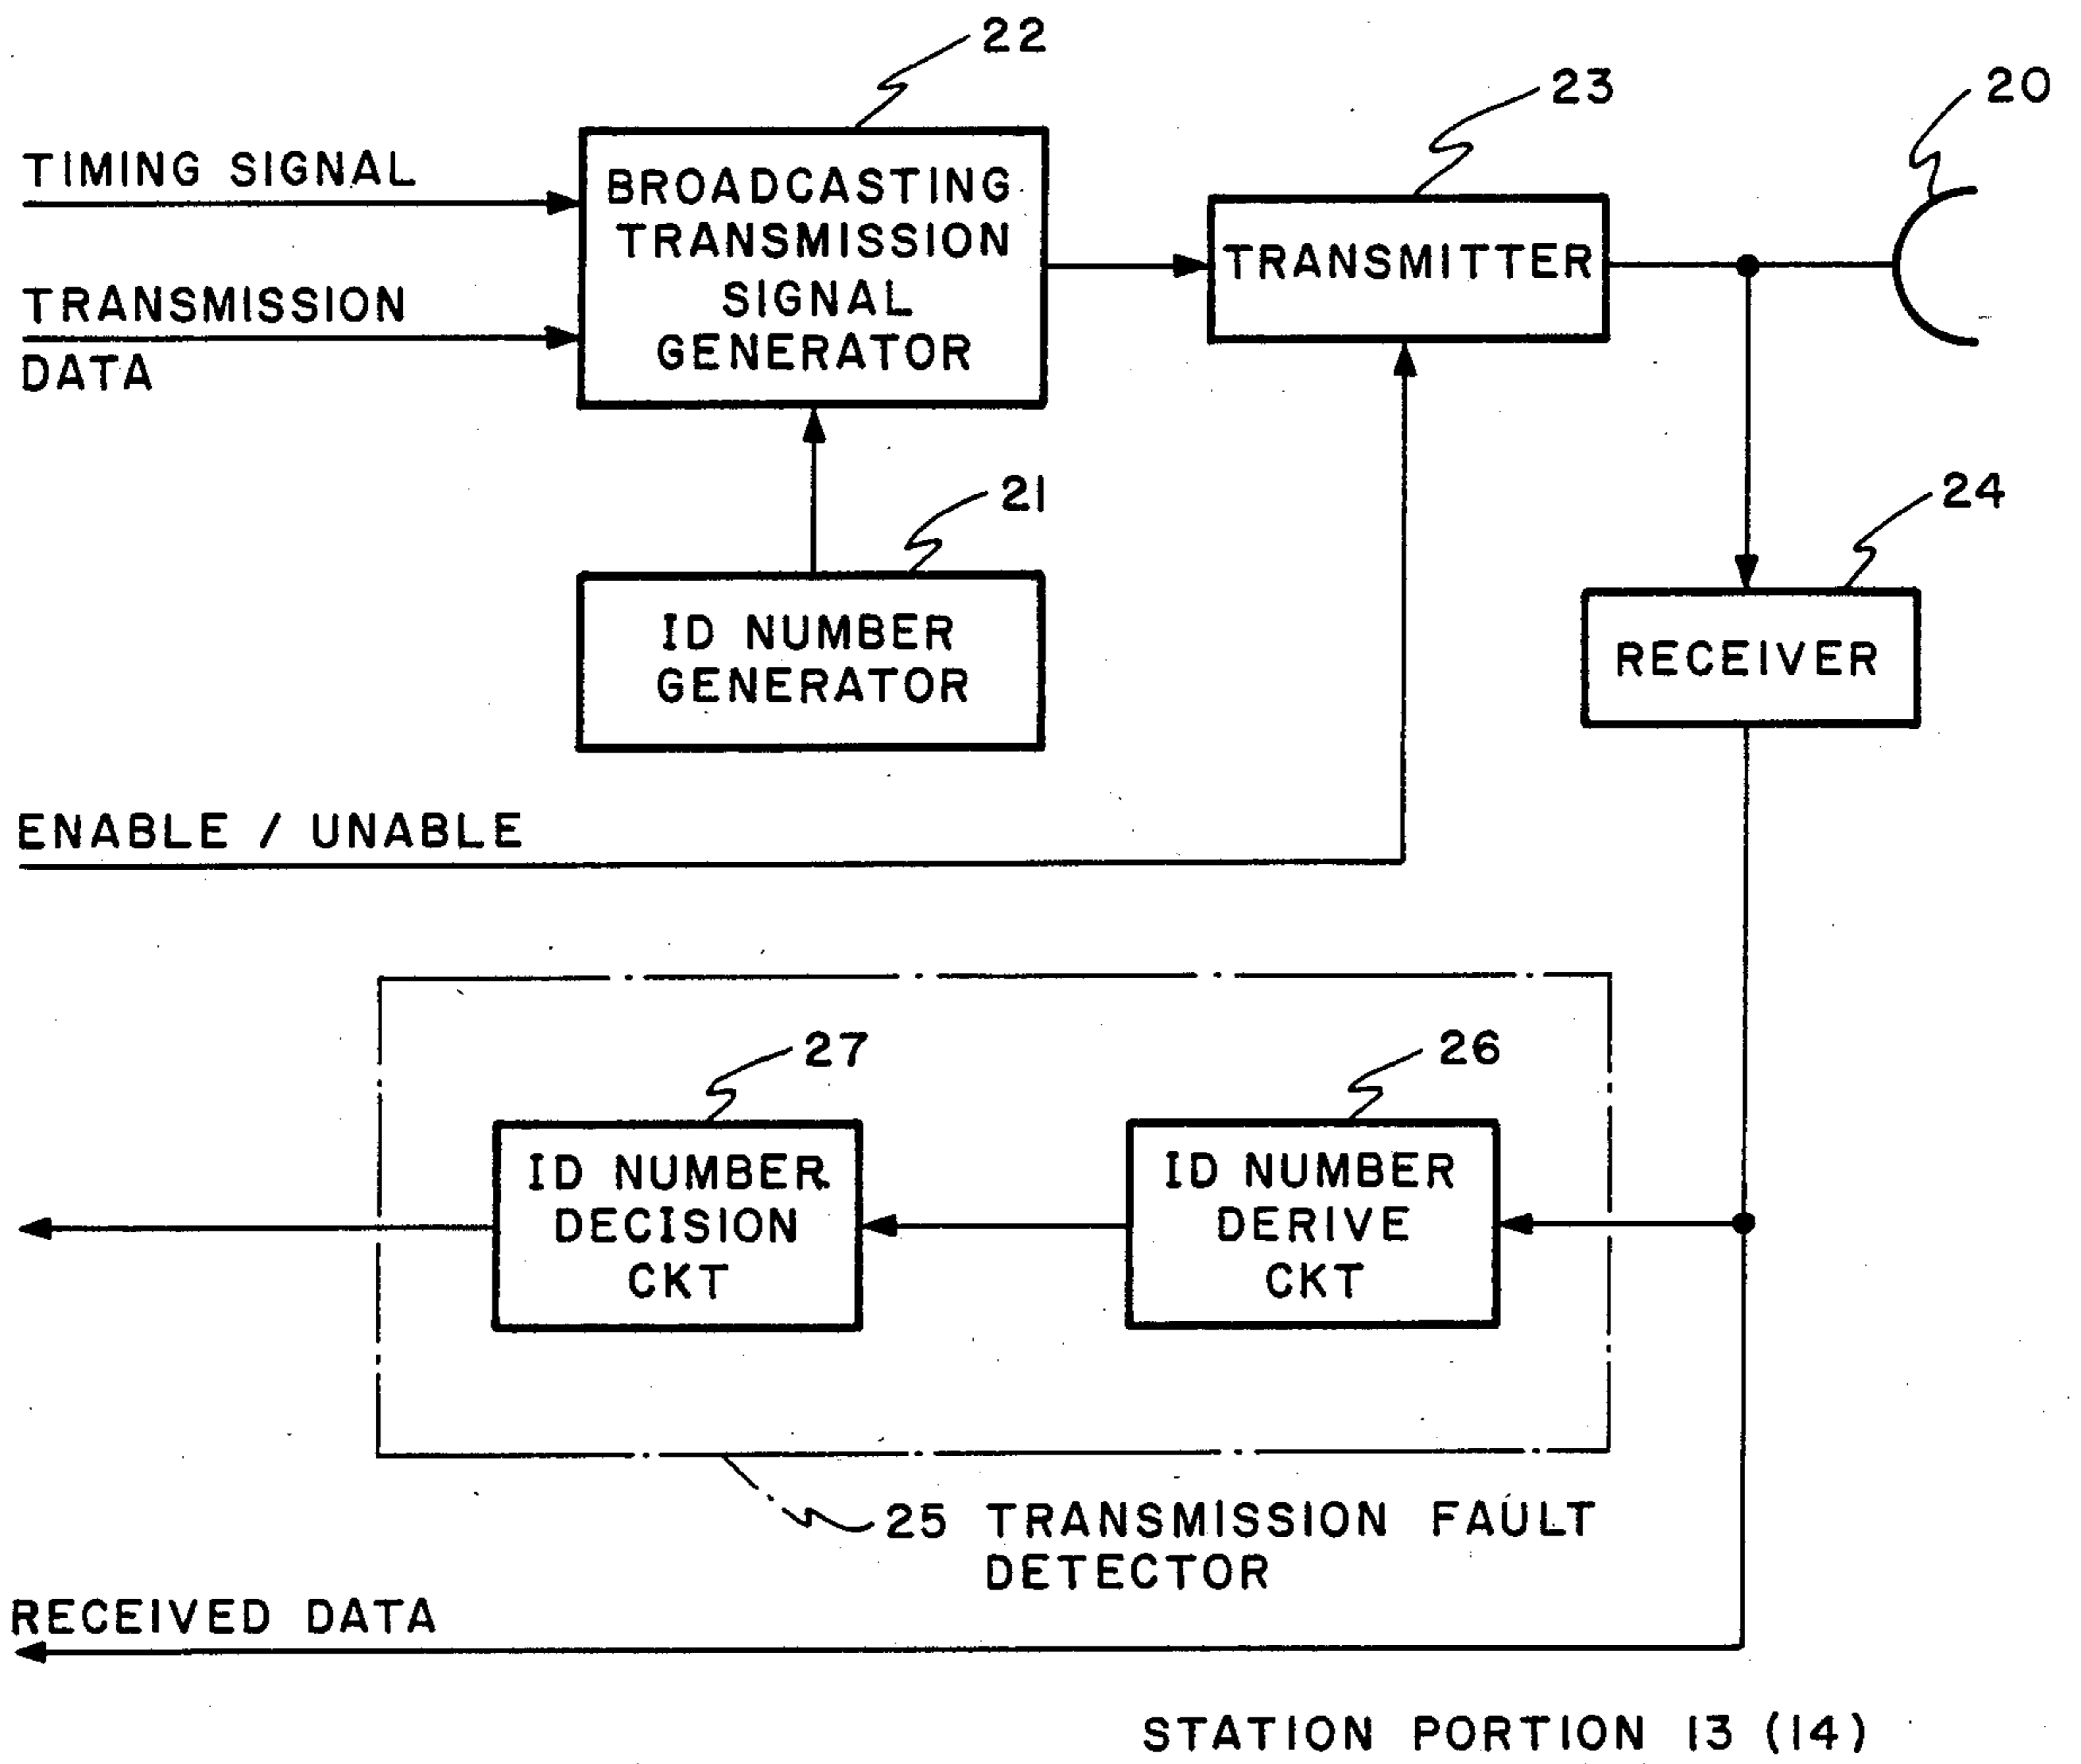 22
23
20
TIMING SIGNAL
BROADCASTING
TRANSMISSION
SIGNAL
GENERATOR
TRANSMITTER
TRANSMISSION
DATA
21
24
ID NUMBER
GENERATOR
RECEIVER
ENABLE / UNABLE
27
26
ID NUMBER
DECISION
CKT
ID NUMBER
DERIVE
CKT
25 TRANSMISSION FAULT
DETECTOR
RECEIVED DATA
STATION PORTION 13 (14)